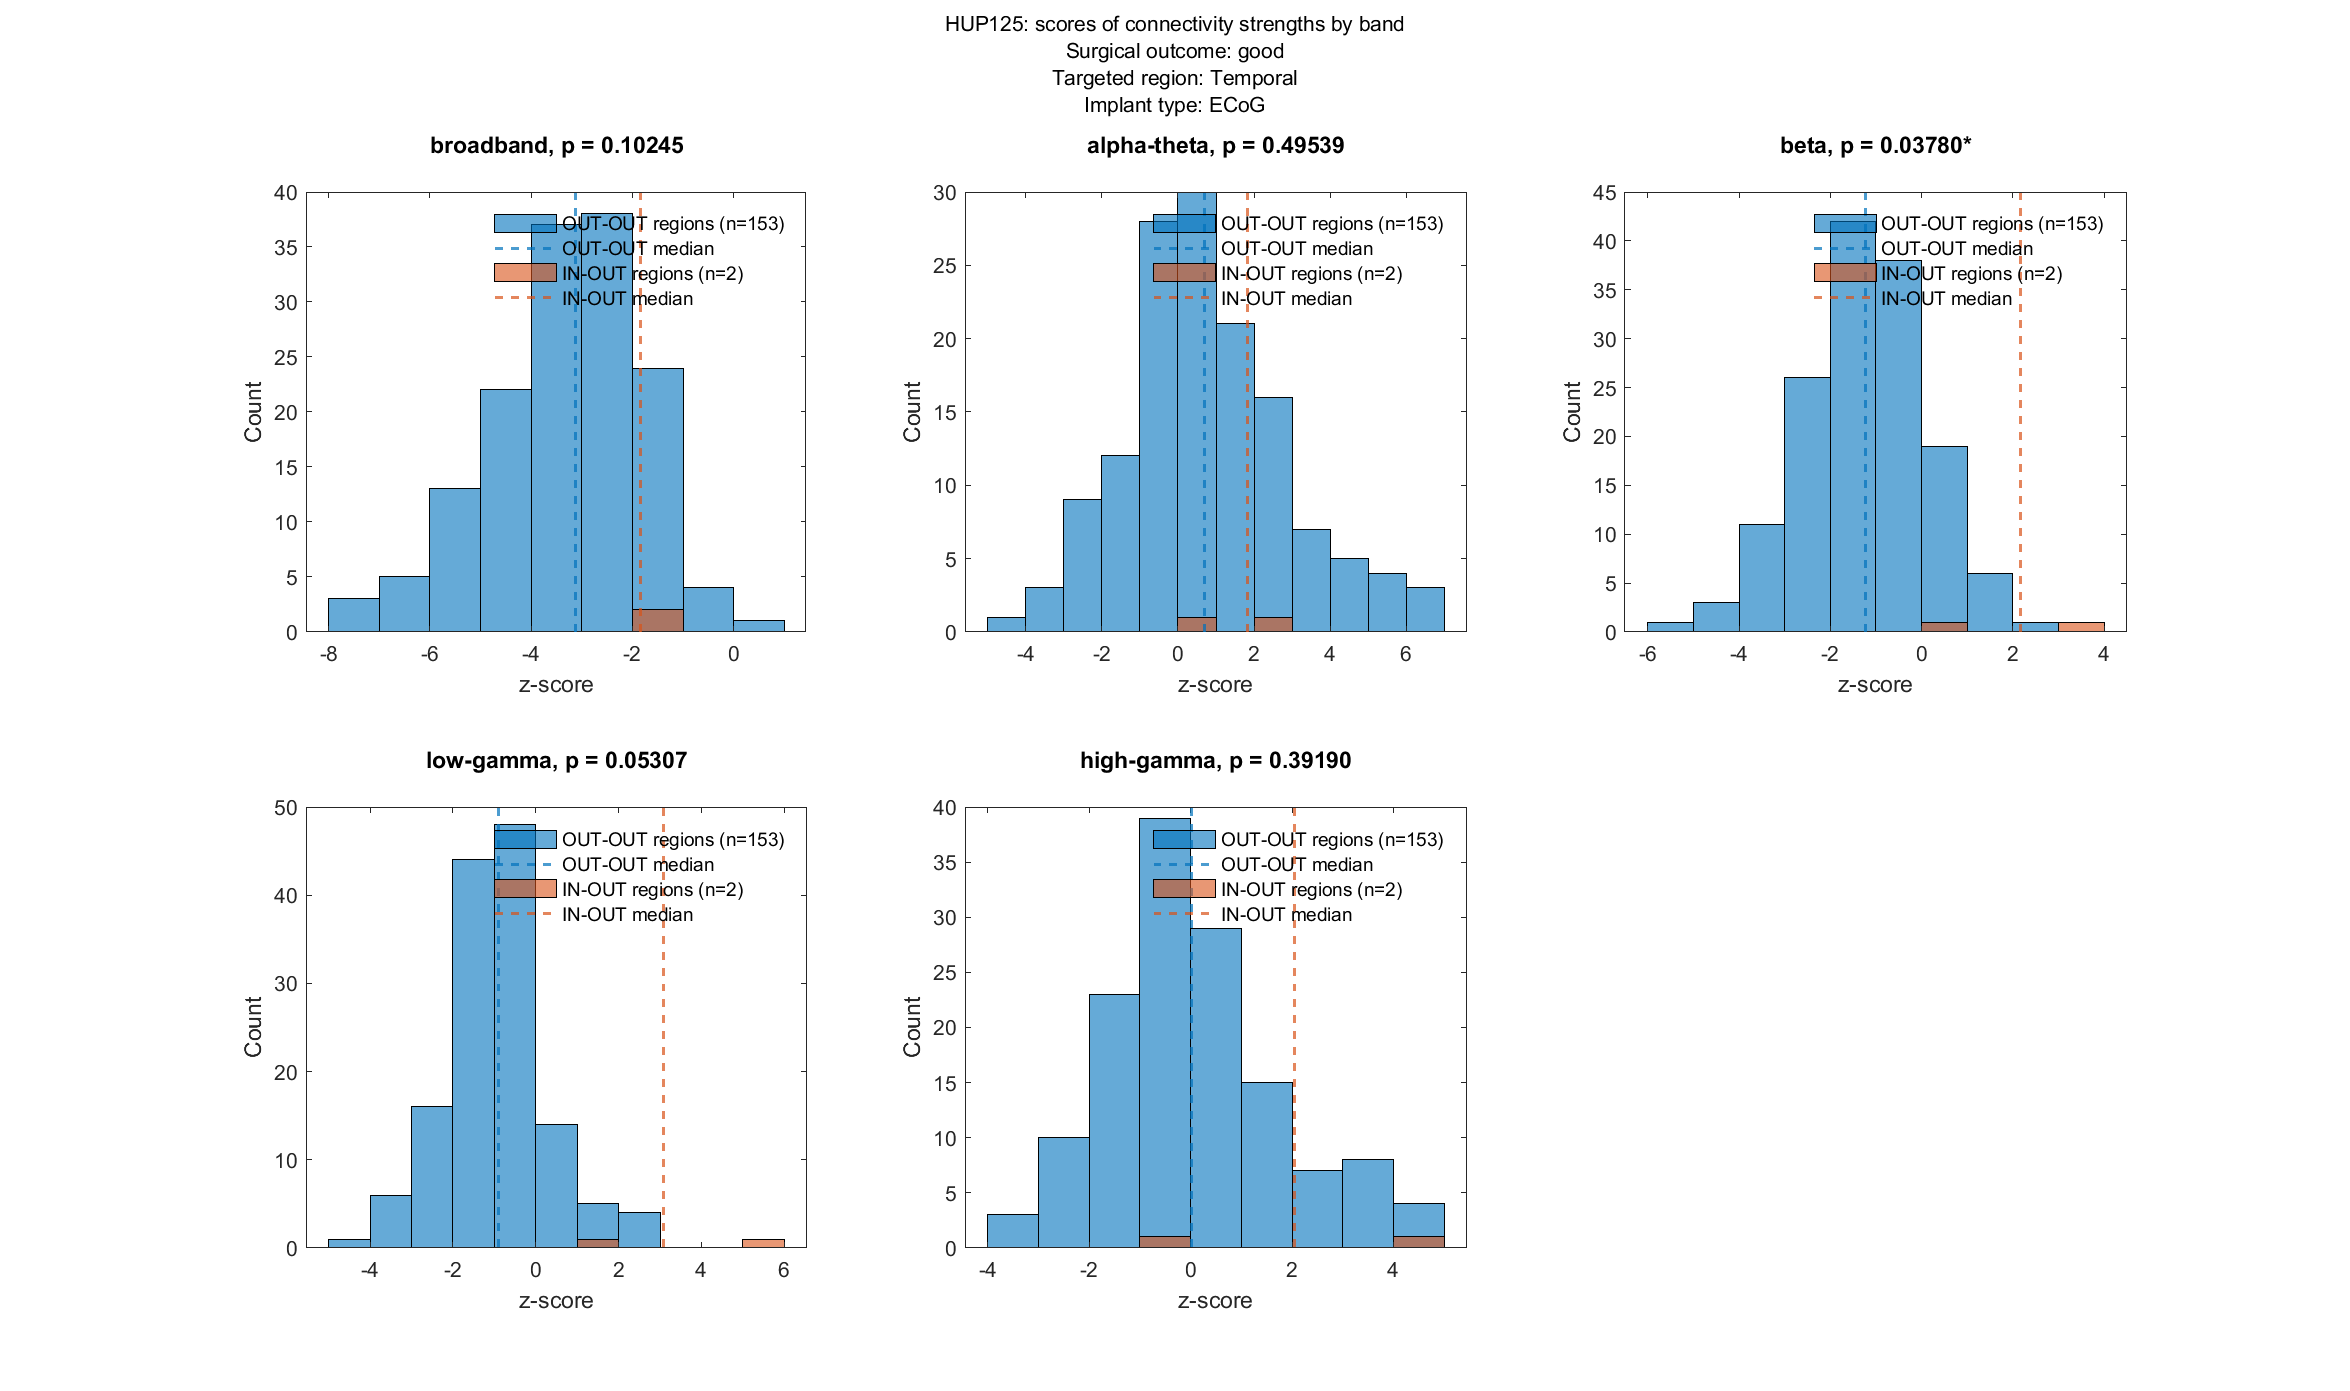 HUP125: scores of connectivity strengths by band
Surgical outcome: good
Targeted region: Temporal
Implant type: ECoG
broadband, p = 0.10245
40
35
30
25
20
15
10
5
0
Count
OUT-OUT regions (n=153)
OUT-OUT median
IN-OUT regions (n=2)
IN-OUT median
-8 -6 -4 -2 0
z-score
alpha-theta, p = 0.49539
30
25
20
15
10
5
0
Count
OUT-OUT regions (n=153)
OUT-OUT median
IN-OUT regions (n=2)
IN-OUT median
-4 -2 0 2 4 6
z-score
beta, p = 0.03780*
45
40
35
30
25
20
15
10
5
0
Count
OUT-OUT regions (n=153)
OUT-OUT median
IN-OUT regions (n=2)
IN-OUT median
-6 -4 -2 0 2 4
z-score
low-gamma, p = 0.05307
50
40
30
20
10
0
Count
OUT-OUT regions (n=153)
OUT-OUT median
IN-OUT regions (n=2)
IN-OUT median
-4 -2 0 2 4 6
z-score
high-gamma, p = 0.39190
40
35
30
25
20
15
10
5
0
Count
OUT-OUT regions (n=153)
OUT-OUT median
IN-OUT regions (n=2)
IN-OUT median
-4 -2 0 2 4
z-score